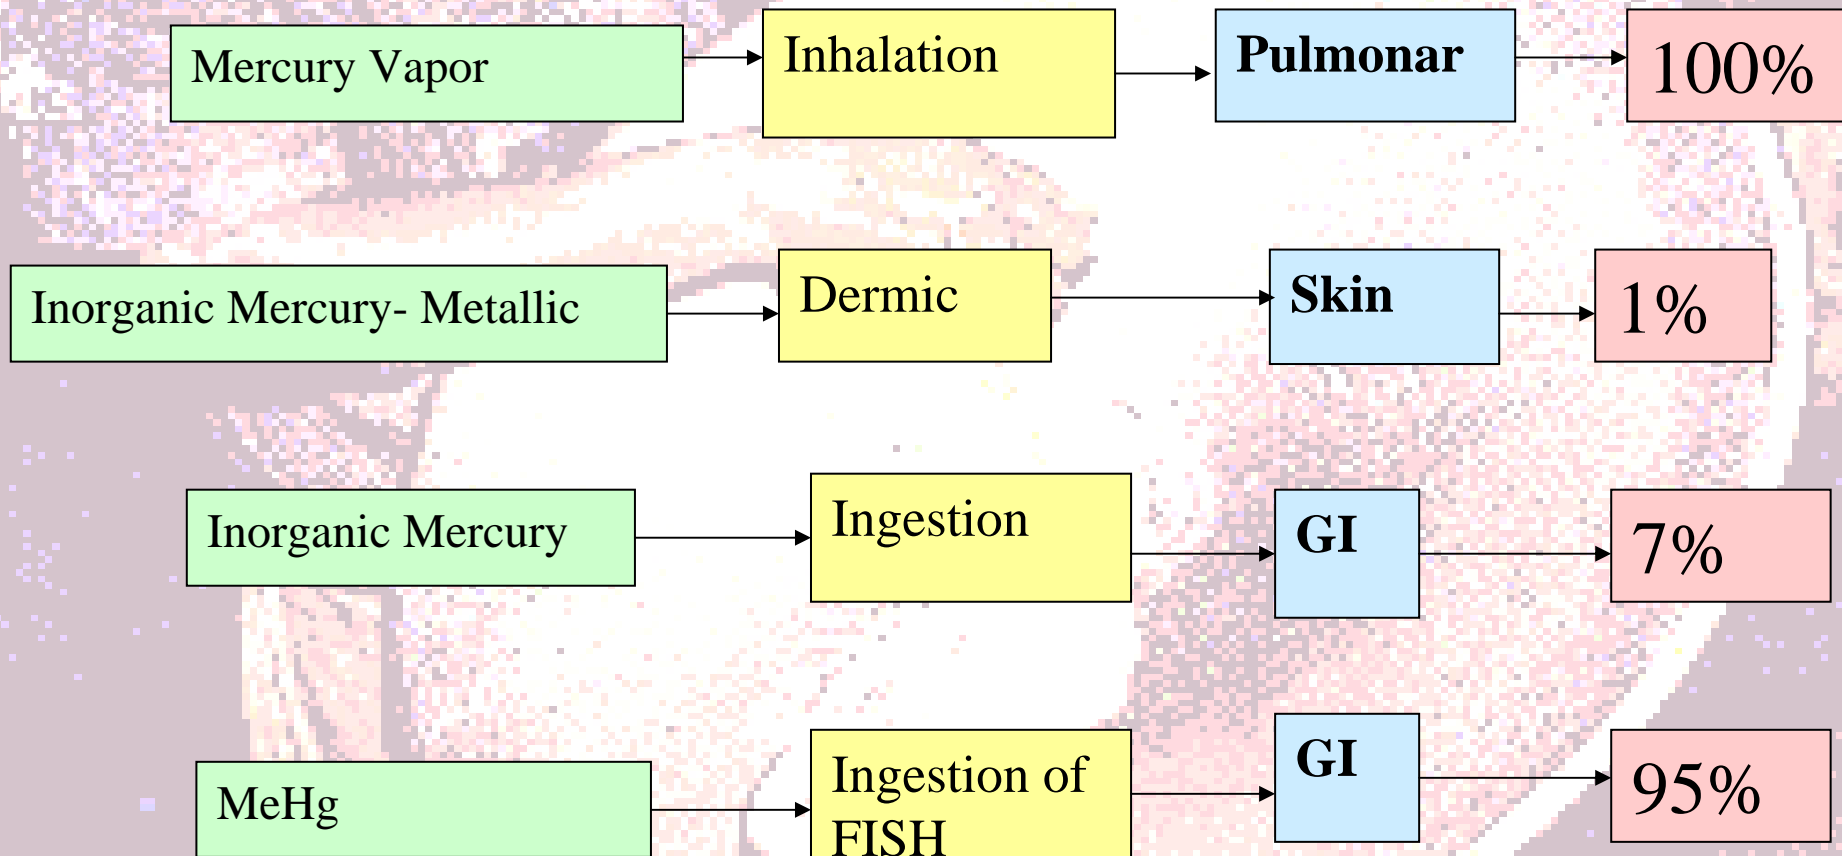 Mercury Vapor
Inhalation
Pulmonar
100%
Inorganic Mercury- Metallic
Dermic
Skin
1%
Inorganic Mercury
Ingestion
GI
7%
MeHg
Ingestion of
FISH
GI
95%